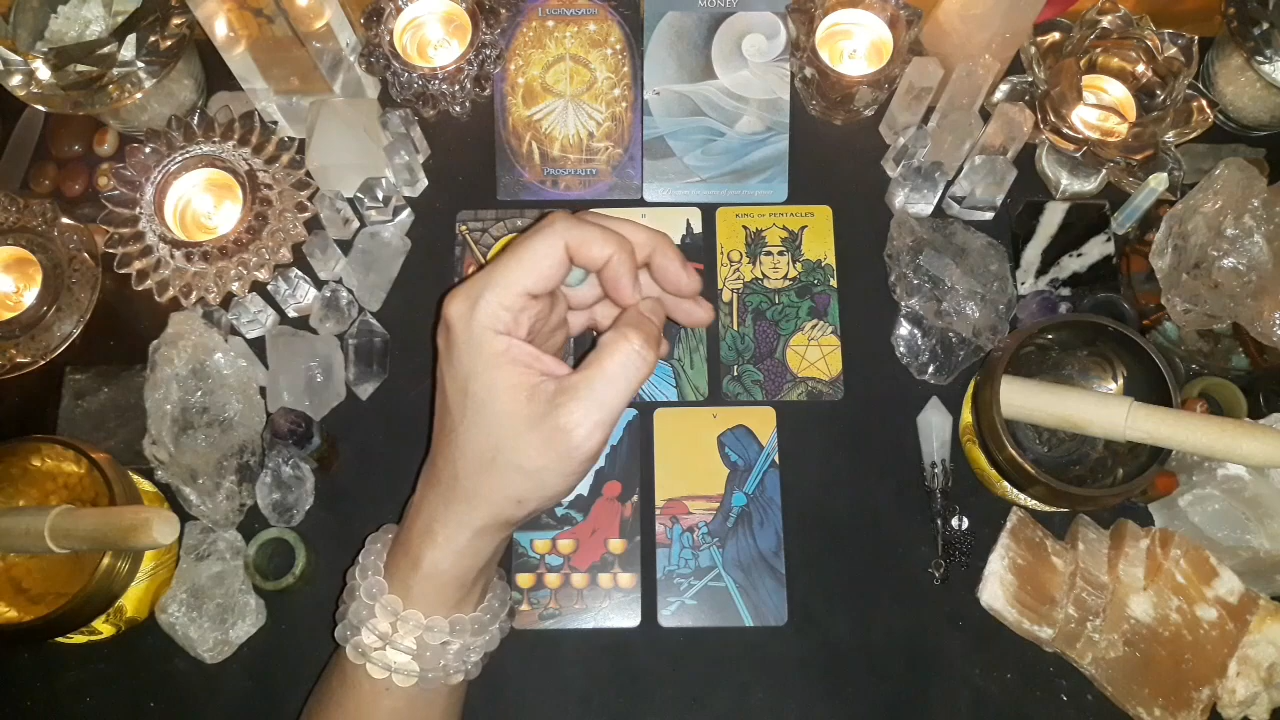 LUGHNASADH
PROSPERITY
MONEY
II
KING OF PENTACLES
V